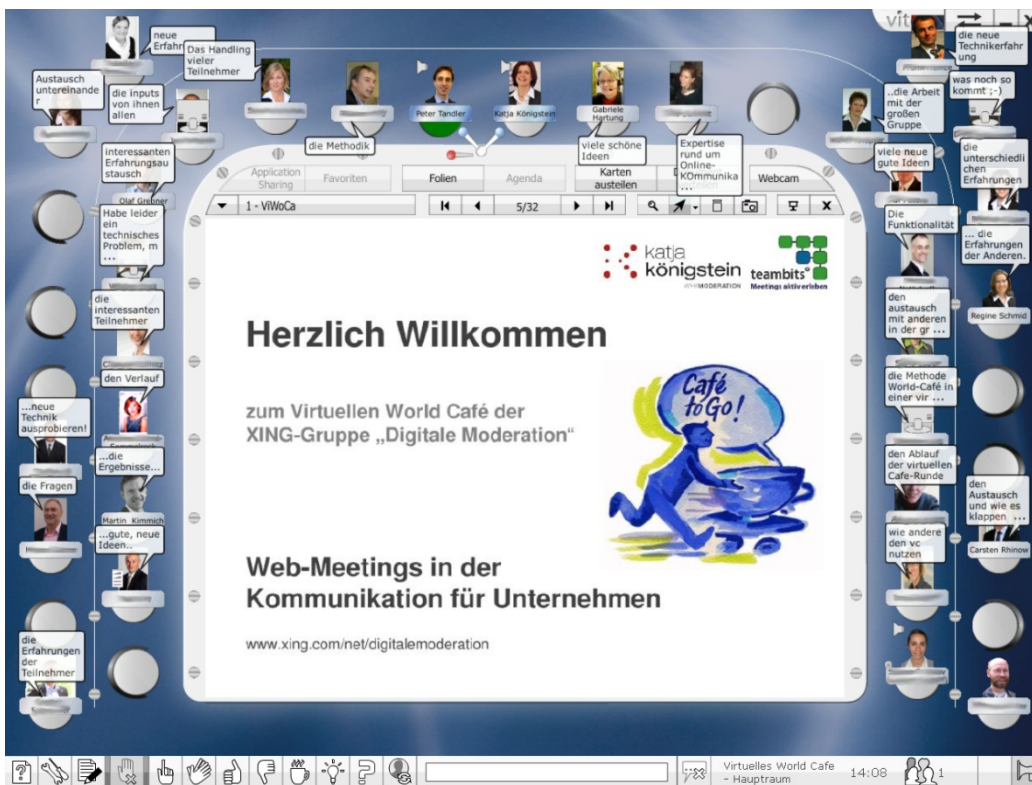 vit
neue
Erfahr
Das Handling
vieler
Teilnehmer
Austausch
untereinande
r
die inputs
von ihnen
allen
die neue
Technikerfahr
ung
was noch so
kommt ;-)
..die Arbeit
mit der
großen
Gruppe
Peter Tandler
Katja Königstein
Gabriele
Hertung
die Methodik
viele schöne
Ideen
Expertise
rund um
Online-
KOmmunika
...
interessanten
Erfahrungsau
stausch
Olaf Grebner
viele neue
gute Ideen
die
unterschiedli
chen
Erfahrungen
Application
Sharing
Favoriten
Folien
Agenda
Karten
austeilen
Webcam
1 - ViWoCa
5/32
Habe leider
ein
technisches
Problem, m
...
Die
Funktionalität
... die
Erfahrungen
der Anderen.
Regine Schmid
katja
königstein
MODERATION
teambits
Meetings aktiv erleben
Herzlich Willkommen
Café
to Go!
zum Virtuellen World Café der
XING-Gruppe „Digitale Moderation“
Web-Meetings in der
Kommunikation für Unternehmen
www.xing.com/net/digitalemoderation
die
interessanten
Teilnehmer
den Verlauf
...neue
Technik
ausprobieren!
...die
Ergebnisse...
die Fragen
Martin Kimmich
...gute, neue
Ideen..
die
Erfahrungen
der
Teilnehmer
den
austausch
mit anderen
in der gr ...
die Methode
World-Café in
einer vir ...
den Ablauf
der virtuellen
Cafe-Runde
den
Austausch
und wie es
klappen ...
Carsten Rhinow
wie andere
den vc
nutzen
Virtuelles World Cafe
- Hauptraum
14:08
1